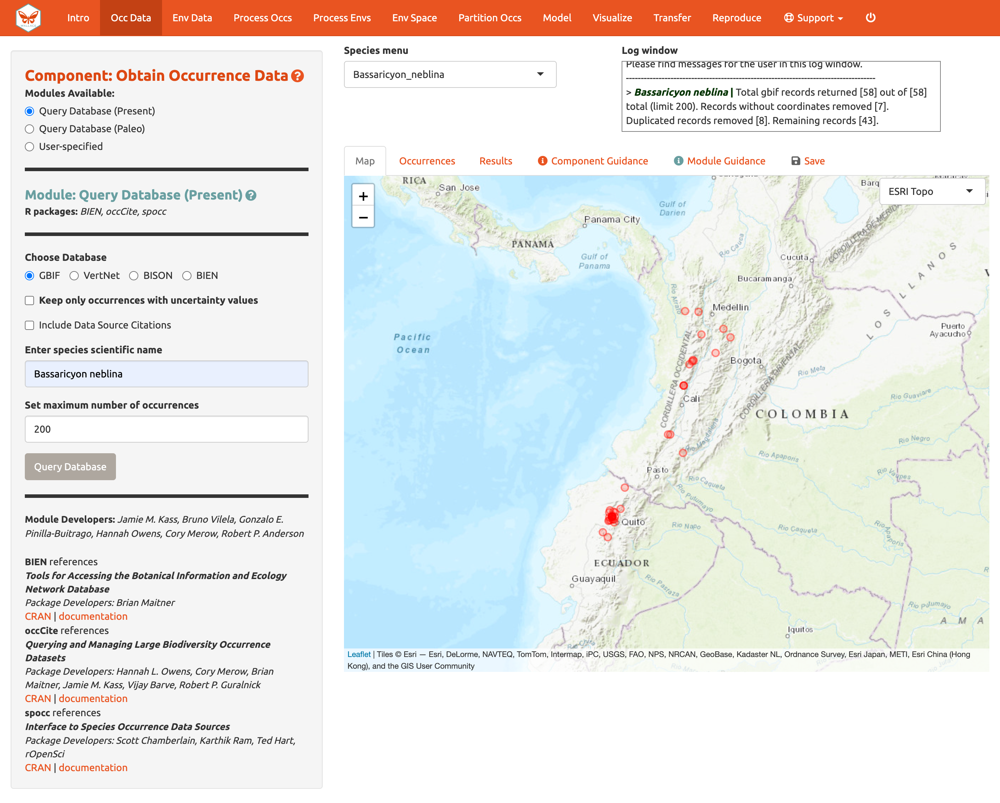 WALLACE
Intro
Occ Data
Env Data
Process Occs
Process Envs
Env Space
Partition Occs
Model
Visualize
Transfer
Reproduce
Support
Component: Obtain Occurrence Data
Modules Available:
Query Database (Present)
Query Database (Paleo)
User-specified
Module: Query Database (Present)
R packages: BIEN, occCite, spocc
Choose Database
GBIF VertNet BISON BIEN
Keep only occurrences with uncertainty values
Include Data Source Citations
Enter species scientific name
Bassaricyon neblina
Set maximum number of occurrences
200
Query Database
Module Developers: Jamie M. Kass, Bruno Vilela, Gonzalo E.
Pinilla-Buitrago, Hannah Owens, Cory Merow, Robert P. Anderson
BIEN references
Tools for Accessing the Botanical Information and Ecology
Network Database
Package Developers: Brian Maitner
CRAN | documentation
occCite references
Querying and Managing Large Biodiversity Occurrence
Datasets
Package Developers: Hannah L. Owens, Cory Merow, Brian
Maitner, Jamie M. Kass, Vijay Barve, Robert P. Guralnick
CRAN | documentation
spocc references
Interface to Species Occurrence Data Sources
Package Developers: Scott Chamberlain, Karthik Ram, Ted Hart,
rOpenSci
CRAN | documentation
Species menu
Bassaricyon_neblina
Log window
Please find messages for the user in this log window.
> Bassaricyon neblina | Total gbif records returned [58] out of [58]
total (limit 200). Records without coordinates removed [7].
Duplicated records removed [8]. Remaining records [43].
Map
Occurrences
Results
Component Guidance
Module Guidance
Save
+
−
ESRI Topo
RICA
San Jose
Barq
Gulf of
Darien
Panama City
PANAMÁ
Gulf of
Panama
Rio Cauca
Cucuta
CORDILLERA DE MERIDA
LOS LLANOS
Bucaramanga
Rio Atrato
Medellin
Puerto
Ayacucho
Pacific
Ocean
CORDILLERA OCCIDENTAL
Bogota
CORDILLERA ORIENTAL
Rio Meta
Cali
Rio Guaviare
COLOMBIA
Rio Magdalena
Rio Negro
Rio Apaporis
Pasto
Rio Caqueta
Rio Vaupes
Rio Putumayo
Quito
Rio Napo
Rio Caqueta
Rio Apaporis
ECUADOR
Guayaquil
Rio Pastaza
Rio Putumayo
A M A
Iquitos
Rio Chira
Leaflet | Tiles © Esri — Esri, DeLorme, NAVTEQ, TomTom, Intermap, iPC, USGS, FAO, NPS, NRCAN, GeoBase, Kadaster NL, Ordnance Survey, Esri Japan, METI, Esri China (Hong
Kong), and the GIS User Community